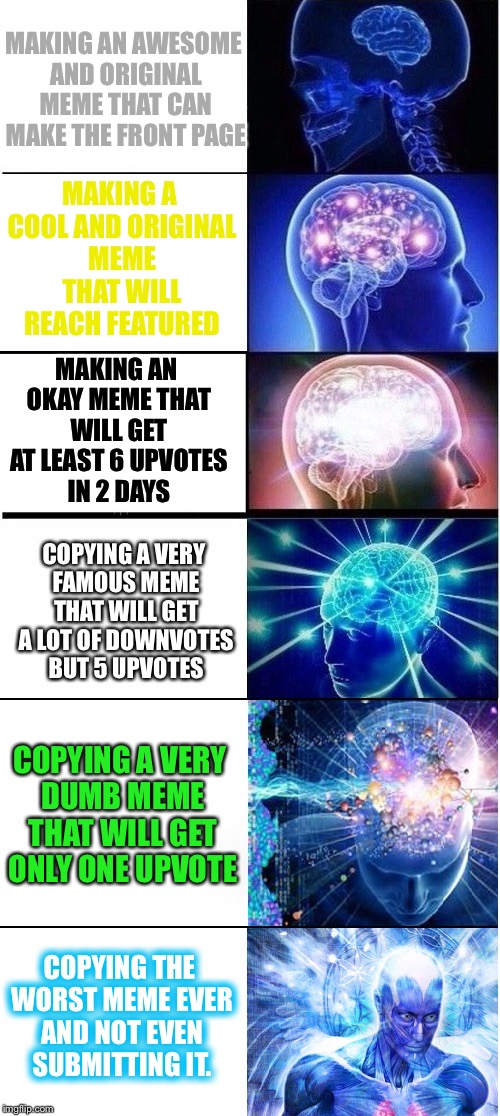 MAKING AN AWESOME
AND ORIGINAL
MEME THAT CAN
MAKE THE FRONT PAGE
MAKING A
COOL AND ORIGINAL
MEME
THAT WILL
REACH FEATURED
MAKING AN
OKAY MEME THAT
WILL GET
AT LEAST 6 UPVOTES
IN 2 DAYS
COPYING A VERY
FAMOUS MEME
THAT WILL GET
A LOT OF DOWNVOTES
BUT 5 UPVOTES
COPYING A VERY
DUMB MEME
THAT WILL GET
ONLY ONE UPVOTE
COPYING THE
WORST MEME EVER
AND NOT EVEN
SUBMITTING IT.
imgflip.com